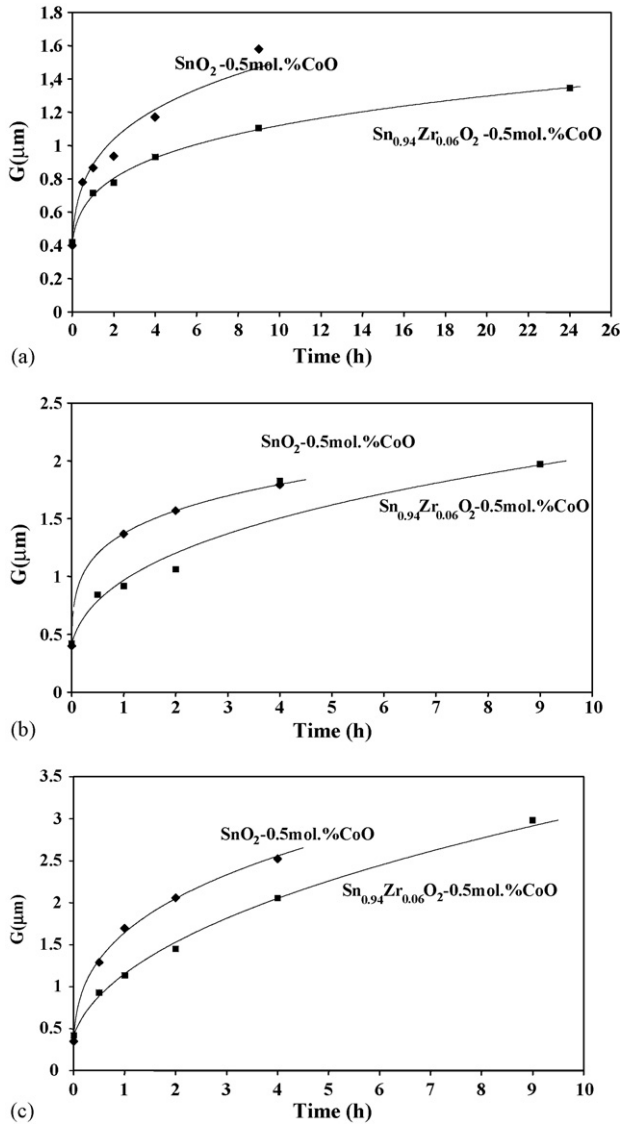 1.8
1.6
SnO2-0.5mol.%CoO
1,4
1.2
Sn0.94Zr0.06O2 -0.5mol.%CoO
1
0.8
0.6
0.4
0.2
0
G(μm)
0 2 4 6 8 10 12 14 16 18 20 22 24 26
Time (h)
(a)
2.5
SnO2-0.5mol.%CoO
2
Sn0.94Zr0.06O2-0.5mol.%CoO
1.5
1
0.5
0
G(μm)
0 1 2 3 4 5 6 7 8 9 10
Time (h)
(b)
3.5
3
SnO2-0.5mol.%CoO
2.5
Sn0.94Zr0.06O2-0.5mol.%CoO
2
1.5
1
0.5
0
G(μm)
0 1 2 3 4 5 6 7 8 9 10
Time (h)
(c)